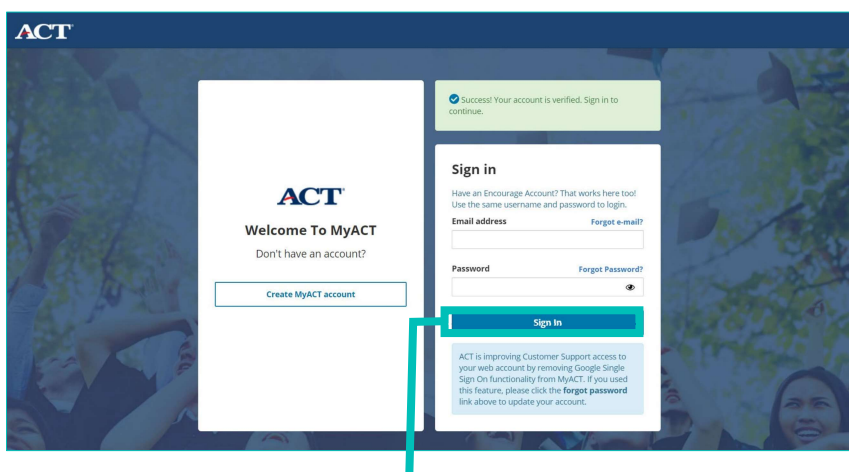 ACT
Success! Your account is verified. Sign in to
continue.
ACT
Welcome To MyACT
Don't have an account?
Create MyACT account
Sign in
Have an Encourage Account? That works here too!
Use the same username and password to login.
Email address Forgot e-mail?
Password Forgot Password?
Sign In
ACT is improving Customer Support access to
your web account by removing Google Single
Sign On functionality from MyACT. If you used
this feature, please click the forgot password
link above to update your account.